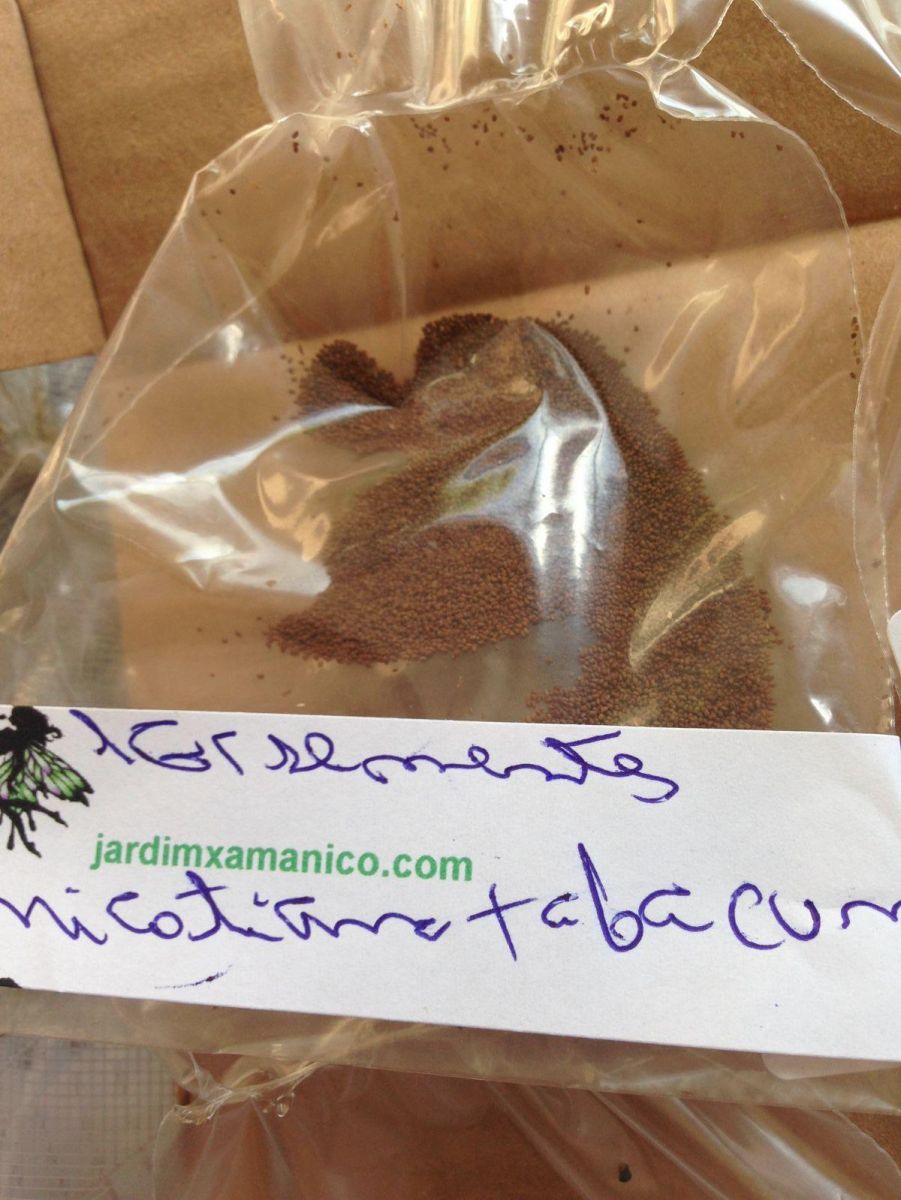 sementes
jardimxamanico.com
nicotiana tabacum